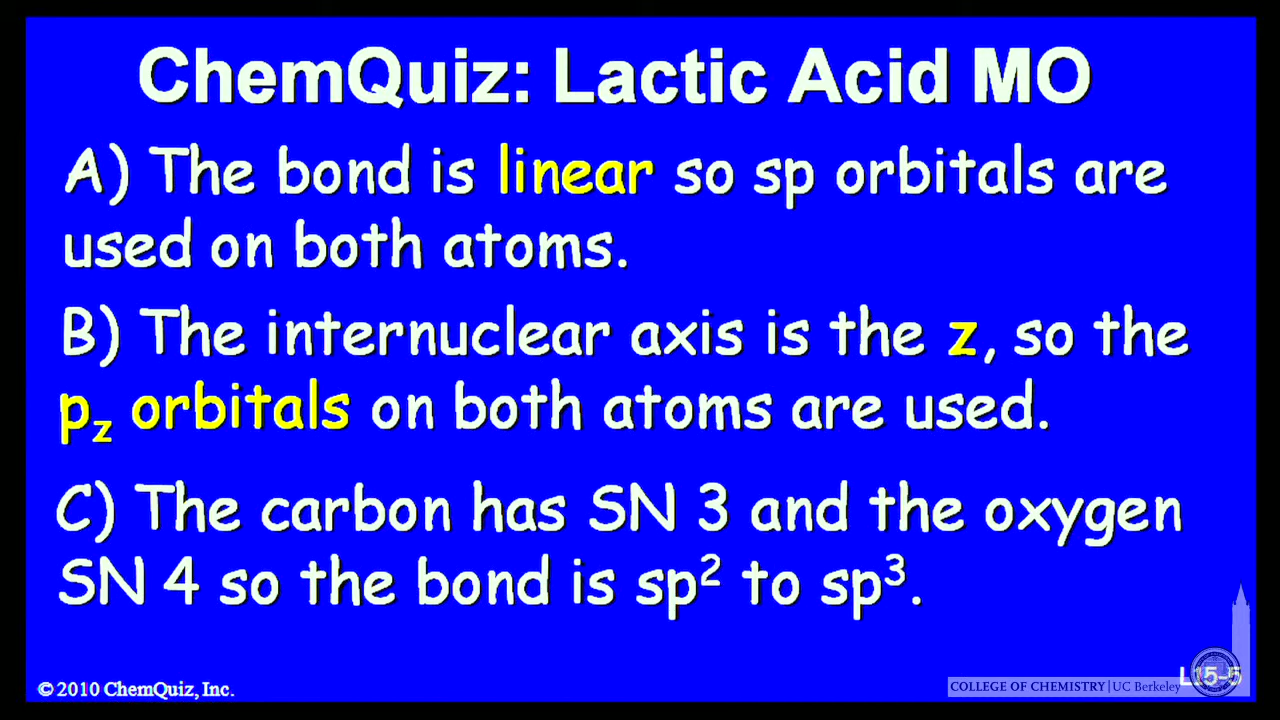 ChemQuiz: Lactic Acid MO
A) The bond is linear so sp orbitals are
used on both atoms.
B) The internuclear axis is the z, so the
p_z orbitals on both atoms are used.
C) The carbon has SN 3 and the oxygen
SN 4 so the bond is sp² to sp³.
© 2010 ChemQuiz, Inc.
L15-5
COLLEGE OF CHEMISTRY | UC Berkeley